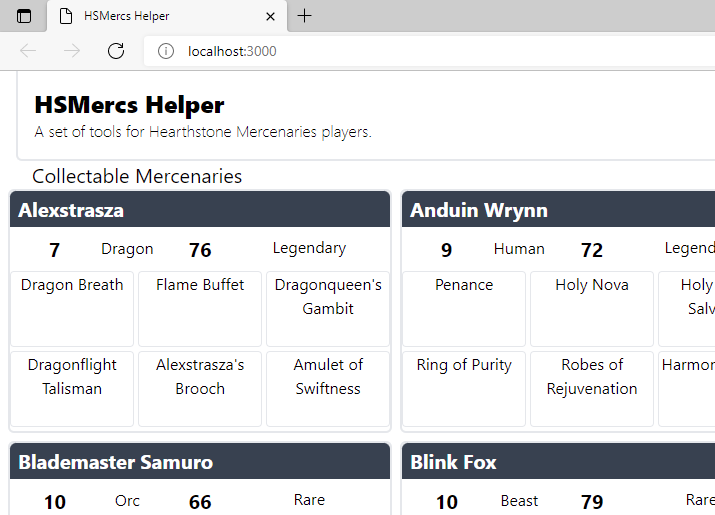 HSMercs Helper
localhost:3000
HSMercs Helper
A set of tools for Hearthstone Mercenaries players.
Collectable Mercenaries
Alexstrasza
7 Dragon 76 Legendary
Dragon Breath
Flame Buffet
Dragonqueen's
Gambit
Dragonflight
Talisman
Alexstrasza's
Brooch
Amulet of
Swiftness
Anduin Wrynn
9 Human 72 Legend
Penance
Holy Nova
Holy
Salv
Ring of Purity
Robes of
Rejuvenation
Harmon
Blademaster Samuro
10 Orc 66 Rare
Blink Fox
10 Beast 79 Rare